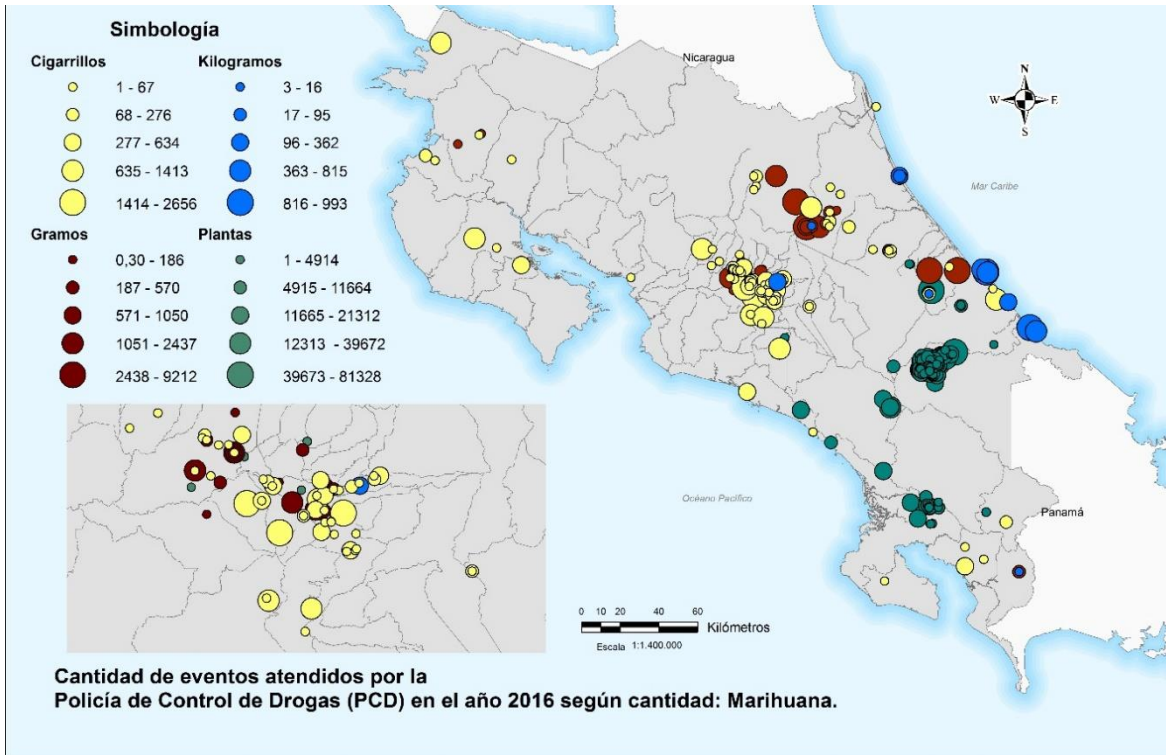 Simbología
Cigarrillos
1 - 67
68 - 276
277 - 634
635 - 1413
1414 - 2656
Kilogramos
3 - 16
17 - 95
96 - 362
363 - 815
816 - 993
Gramos
0,30 - 186
187 - 570
571 - 1050
1051 - 2437
2438 - 9212
Plantas
1 - 4914
4915 - 11664
11665 - 21312
12313 - 39672
39673 - 81328
Nicaragua
N
W E
S
Mar Caribe
Océano Pacífico
Panamá
0 10 20 40 60
Kilómetros
Escala 1:1.400.000
Cantidad de eventos atendidos por la
Policía de Control de Drogas (PCD) en el año 2016 según cantidad: Marihuana.